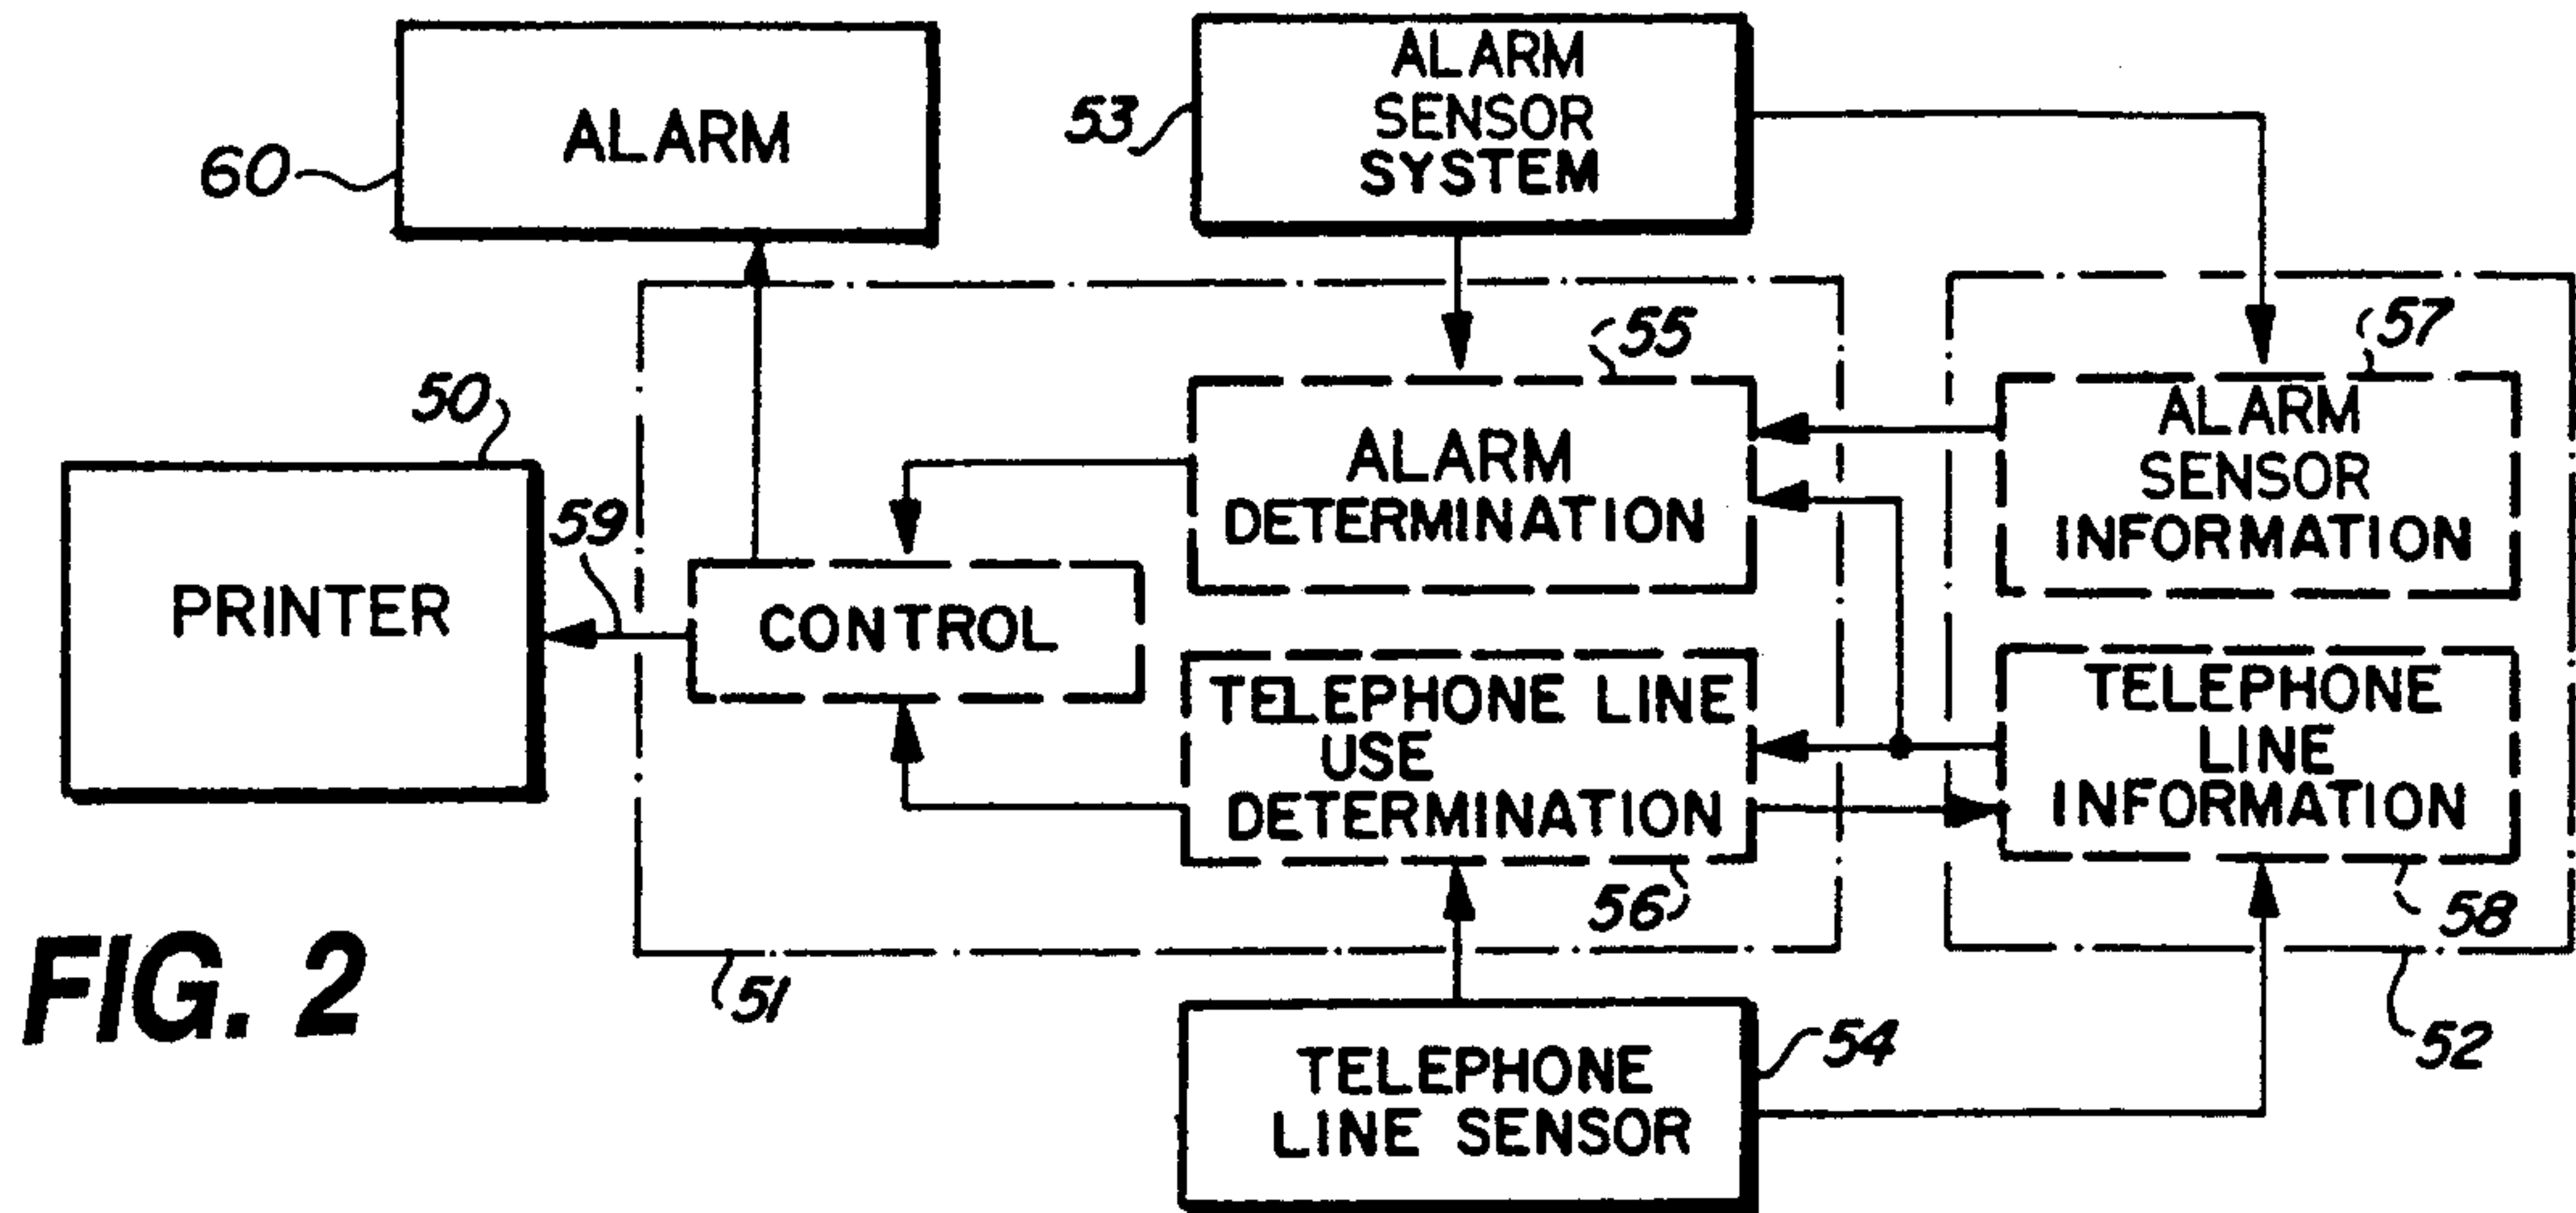 ALARM
60
ALARM
SENSOR
SYSTEM
53
55
57
50
PRINTER
59
CONTROL
ALARM
DETERMINATION
ALARM
SENSOR
INFORMATION
TELEPHONE LINE
USE
DETERMINATION
56
TELEPHONE
LINE
INFORMATION
58
51
52
TELEPHONE
LINE SENSOR
54
FIG. 2